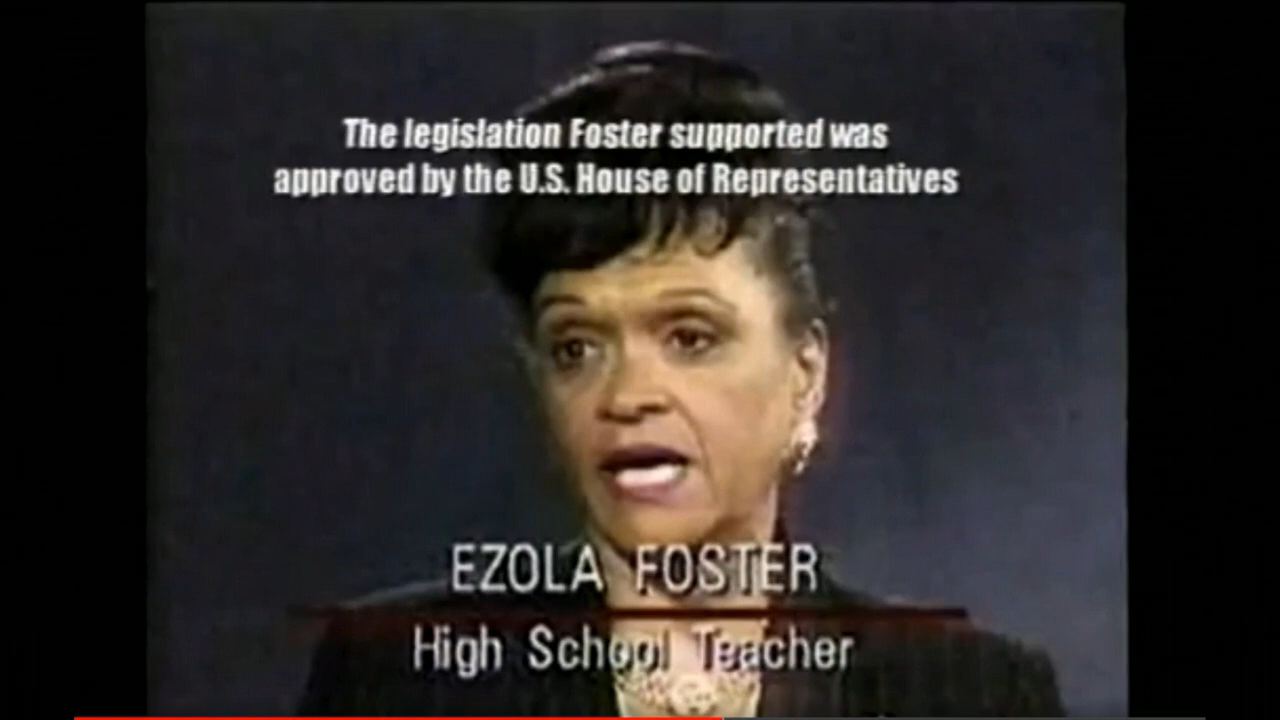 The legislation Foster supported was
approved by the U.S. House of Representatives
EZOLA FOSTER
High School Teacher